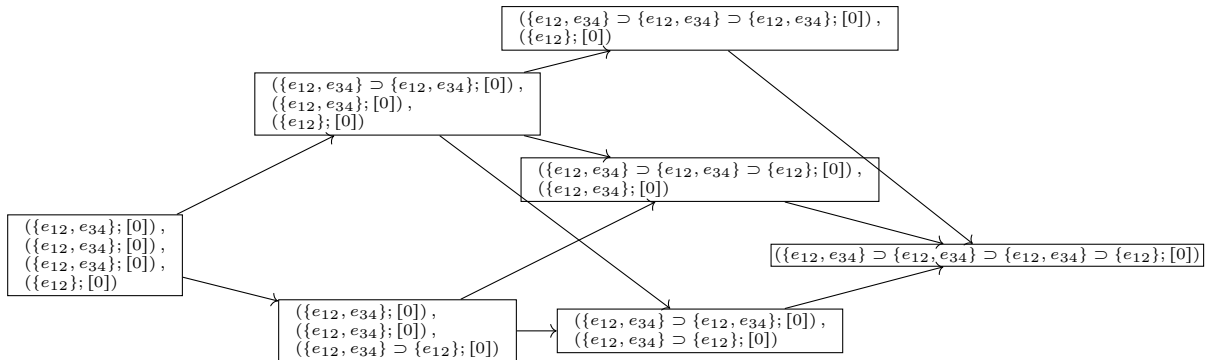 ({e₁₂, e₃₄} ⊃ {e₁₂, e₃₄} ⊃ {e₁₂, e₃₄}; [0]) ,
({e₁₂}; [0])
({e₁₂, e₃₄} ⊃ {e₁₂, e₃₄}; [0]) ,
({e₁₂, e₃₄}; [0]) ,
({e₁₂}; [0])
({e₁₂, e₃₄} ⊃ {e₁₂, e₃₄} ⊃ {e₁₂}; [0]) ,
({e₁₂, e₃₄}; [0])
({e₁₂, e₃₄}; [0]) ,
({e₁₂, e₃₄}; [0]) ,
({e₁₂, e₃₄}; [0]) ,
({e₁₂}; [0])
({e₁₂, e₃₄} ⊃ {e₁₂, e₃₄} ⊃ {e₁₂, e₃₄} ⊃ {e₁₂}; [0])
({e₁₂, e₃₄}; [0]) ,
({e₁₂, e₃₄}; [0]) ,
({e₁₂, e₃₄} ⊃ {e₁₂}; [0])
({e₁₂, e₃₄} ⊃ {e₁₂, e₃₄}; [0]) ,
({e₁₂, e₃₄} ⊃ {e₁₂}; [0])